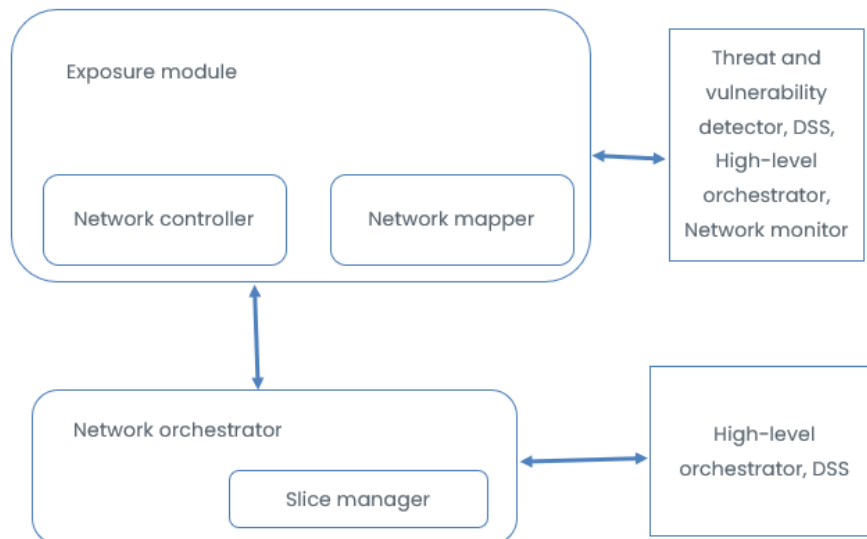 Exposure module
Network controller
Network mapper
Threat and
vulnerability
detector, DSS,
High-level
orchestrator,
Network monitor
Network orchestrator
Slice manager
High-level
orchestrator, DSS